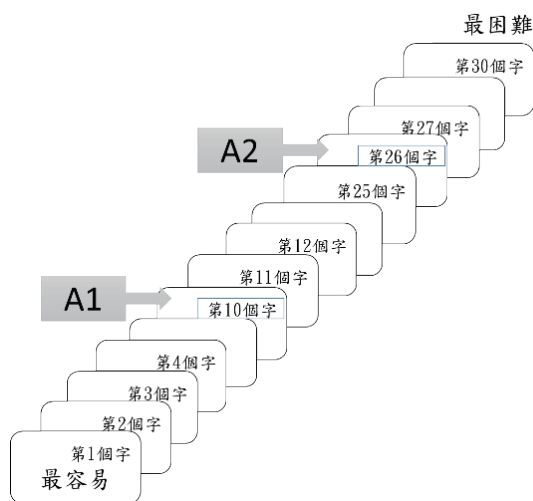 最困難
第30個字
第27個字
A2
第26個字
第25個字
第12個字
第11個字
A1
第10個字
第4個字
第3個字
第2個字
第1個字
最容易